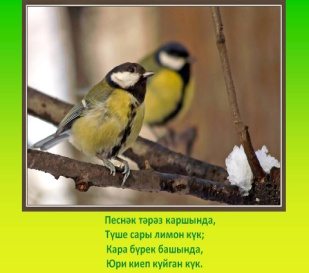 Песнәк тәрәз каршында,
Түше сары лимон күк;
Кара бүрек башында,
Юри киеп куйган күк.